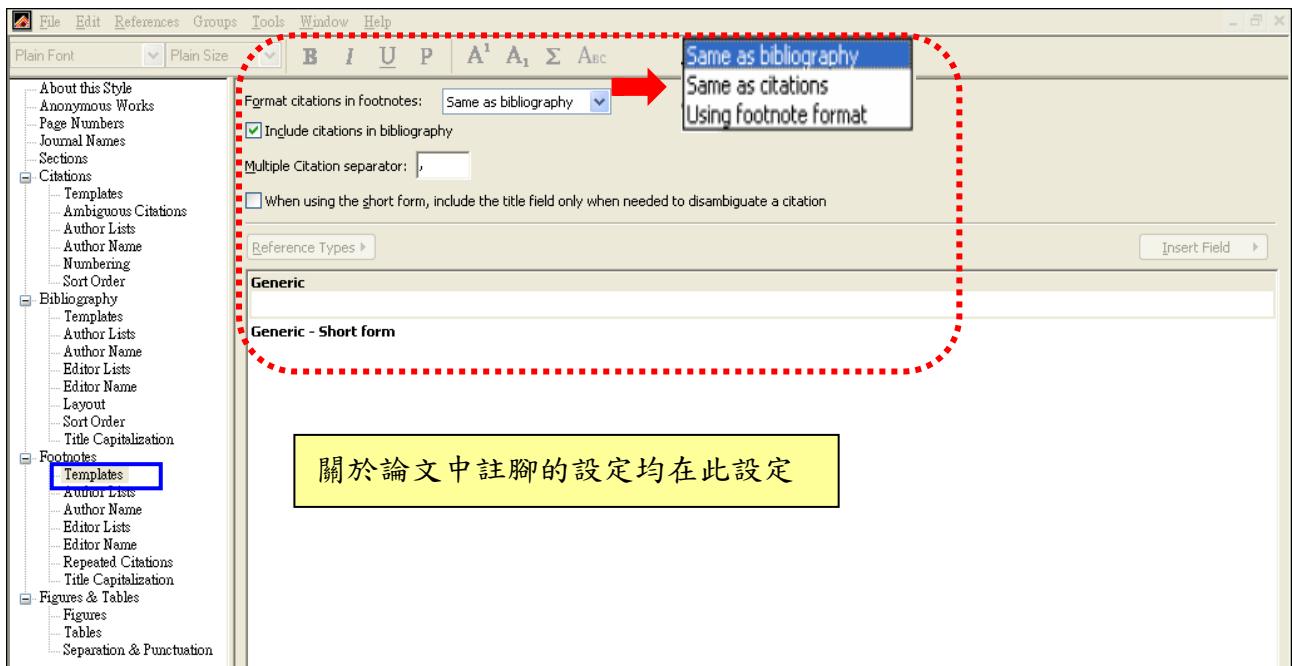 File Edit References Groups Tools Window Help
Plain Font Plain Size B I U P A¹ A₁ Σ ABC
About this Style
Anonymous Works
Page Numbers
Journal Names
Sections
Citations
Templates
Ambiguous Citations
Author Lists
Author Name
Numbering
Sort Order
Bibliography
Templates
Author Lists
Author Name
Editor Lists
Editor Name
Layout
Sort Order
Title Capitalization
Footnotes
Templates
Author Lists
Author Name
Editor Lists
Editor Name
Repeated Citations
Title Capitalization
Figures & Tables
Figures
Tables
Separation & Punctuation
Format citations in footnotes: Same as bibliography
Same as bibliography
Same as citations
Using footnote format
Include citations in bibliography
Multiple Citation separator: ,
When using the short form, include the title field only when needed to disambiguate a citation
Reference Types Insert Field
Generic
Generic - Short form
關於論文中註腳的設定均在此設定